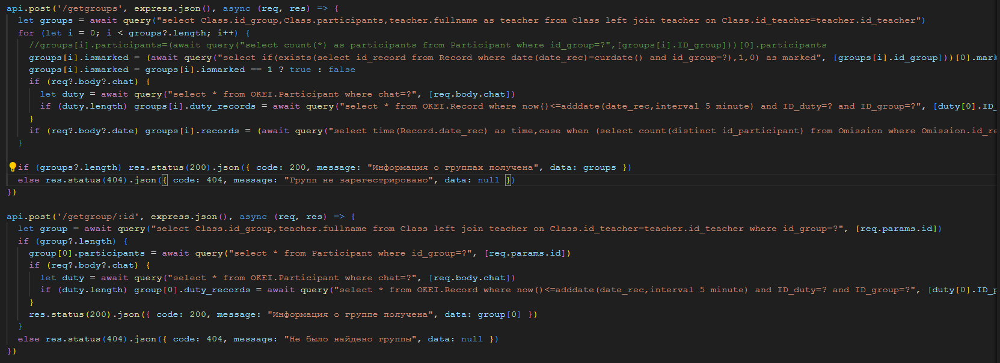 api.post('/getgroups', express.json(), async (req, res) => {
let groups = await query("select Class.id_group,Class.participants,teacher.fullname as teacher from Class left join teacher on Class.id_teacher=teacher.id_teacher")
for (let i = 0; i < groups?.length; i++) {
//groups[i].participants=(await query("select count(*) as participants from Participant where id_group=?",[groups[i].ID_group]))[0].participants
groups[i].ismarked = (await query("select if(exists(select id_record from Record where date(date_rec)=curdate() and id_group=?),1,0) as marked", [groups[i].id_group]))[0].mark
groups[i].ismarked = groups[i].ismarked == 1 ? true : false
if (req?.body?.chat) {
let duty = await query("select * from OKEI.Participant where chat=?", [req.body.chat])
if (duty.length) groups[i].duty_records = await query("select * from OKEI.Record where now()<=adddate(date_rec,interval 5 minute) and ID_duty=? and ID_group=?", [duty[0].ID_
}
if (req?.body?.date) groups[i].records = (await query("select time(Record.date_rec) as time,case when (select count(distinct id_participant) from Omission where Omission.id_re
}
if (groups?.length) res.status(200).json({ code: 200, message: "Информация о группах получена", data: groups })
else res.status(404).json({ code: 404, message: "Групп не зарегестрировано", data: null })
})
api.post('/getgroup/:id', express.json(), async (req, res) => {
let group = await query("select Class.id_group,teacher.fullname from Class left join teacher on Class.id_teacher=teacher.id_teacher where id_group=?", [req.params.id])
if (group?.length) {
group[0].participants = await query("select * from Participant where id_group=?", [req.params.id])
if (req?.body?.chat) {
let duty = await query("select * from OKEI.Participant where chat=?", [req.body.chat])
if (duty.length) group[0].duty_records = await query("select * from OKEI.Record where now()<=adddate(date_rec,interval 5 minute) and ID_duty=? and ID_group=?", [duty[0].ID_p
}
res.status(200).json({ code: 200, message: "Информация о группе получена", data: group[0] })
}
else res.status(404).json({ code: 404, message: "Не было найдено группы", data: null })
})